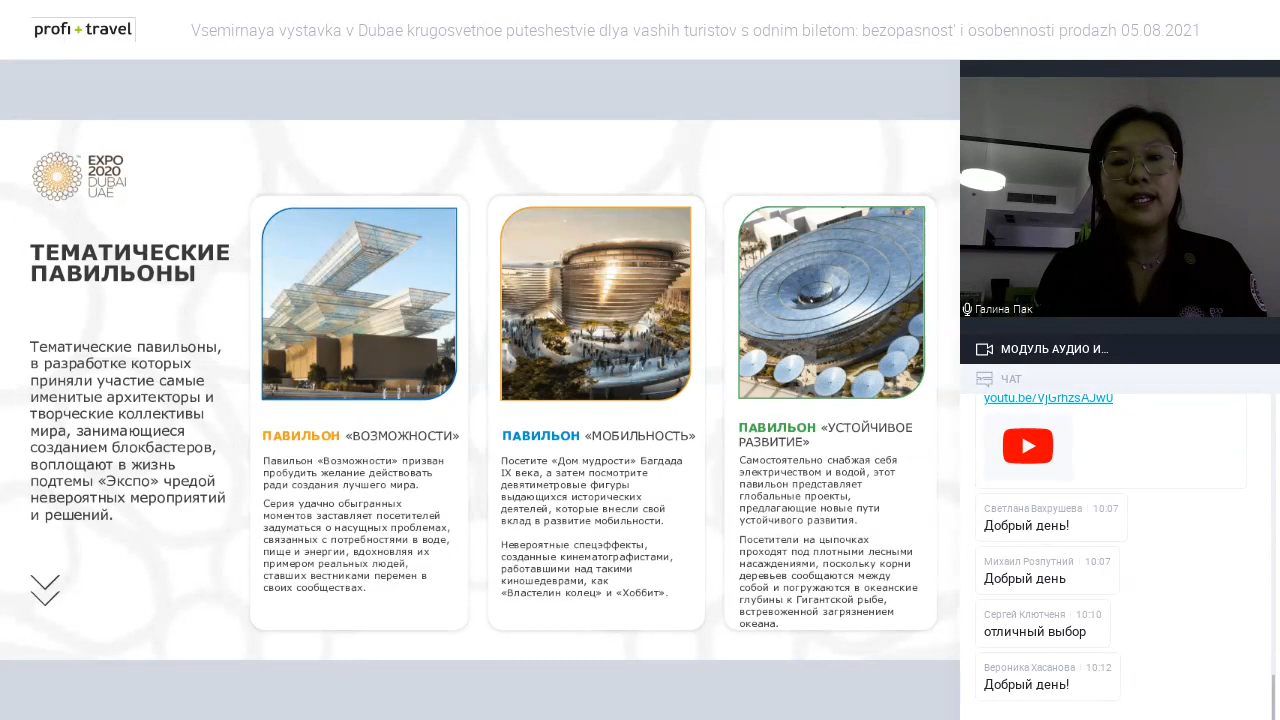 profi + travel
Vsemirnaya vystavka v Dubae krugosvetnoe puteshestvie dlya vashih turistov s odnim biletom: bezopasnost' i osobennosti prodazh 05.08.2021
EXPO
2020
DUBAI
UAE
ТЕМАТИЧЕСКИЕ
ПАВИЛЬОНЫ
Тематические павильоны,
в разработке которых
приняли участие самые
именитые архитекторы и
творческие коллективы
мира, занимающиеся
созданием блокбастеров,
воплощают в жизнь
подтемы «Экспо» чредой
невероятных мероприятий
и решений.
ПАВИЛЬОН «ВОЗМОЖНОСТИ»
Павильон «Возможности» призван
пробудить желание действовать
ради создания лучшего мира.
Серия удачно обыгранных
моментов заставляет посетителей
задуматься о насущных проблемах,
связанных с потребностями в воде,
пище и энергии, вдохновляя их
примером реальных людей,
ставших вестниками перемен в
своих сообществах.
ПАВИЛЬОН «МОБИЛЬНОСТЬ»
Посетите «Дом мудрости» Багдада
IX века, а затем посмотрите
девятиметровые фигуры
выдающихся исторических
деятелей, которые внесли свой
вклад в развитие мобильности.
Невероятные спецэффекты,
созданные кинематографистами,
работавшими над такими
киношедеврами, как
«Властелин колец» и «Хоббит».
ПАВИЛЬОН «УСТОЙЧИВОЕ
РАЗВИТИЕ»
Самостоятельно снабжая себя
электричеством и водой, этот
павильон представляет
глобальные проекты,
предлагающие новые пути
устойчивого развития.
Посетители на цыпочках
проходят под плотными лесными
насаждениями, поскольку корни
деревьев сообщаются между
собой и погружаются в океанские
глубины к Гигантской рыбе,
встревоженной загрязнением
океана.
Галина Пак
МОДУЛЬ АУДИО И...
ЧАТ
youtu.be/VjGrhzsAJw0
Светлана Вахрушева 10:07
Добрый день!
Михаил Розпутний 10:07
Добрый день
Сергей Ключеня 10:10
отличный выбор
Вероника Хасанова 10:12
Добрый день!